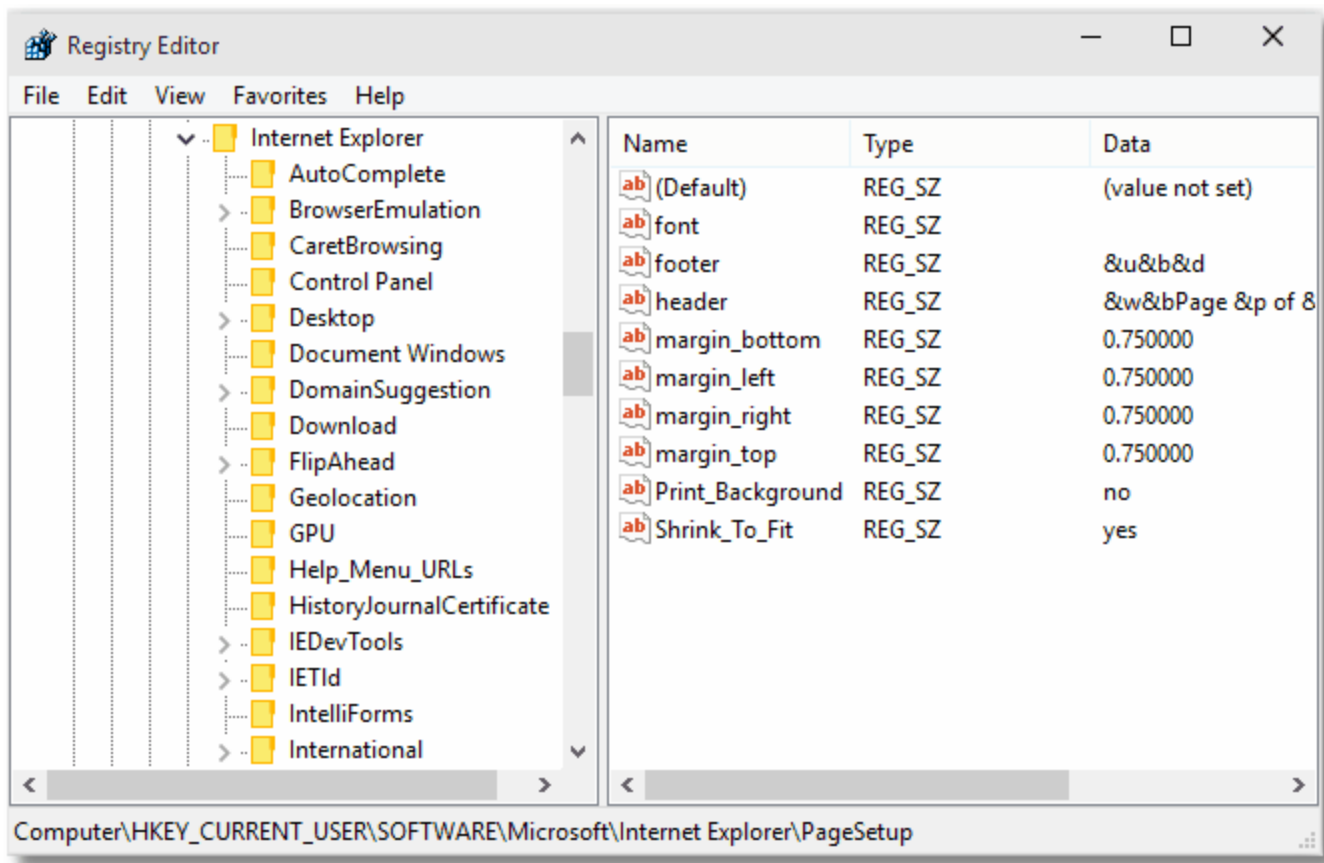 Registry Editor
File Edit View Favorites Help
Internet Explorer
AutoComplete
BrowserEmulation
CaretBrowsing
Control Panel
Desktop
Document Windows
DomainSuggestion
Download
FlipAhead
Geolocation
GPU
Help_Menu_URLs
HistoryJournalCertificate
IEDevTools
IETld
IntelliForms
International
Name Type Data
(Default) REG_SZ (value not set)
font REG_SZ
footer REG_SZ &u&b&d
header REG_SZ &w&bPage &p of &
margin_bottom REG_SZ 0.750000
margin_left REG_SZ 0.750000
margin_right REG_SZ 0.750000
margin_top REG_SZ 0.750000
Print_Background REG_SZ no
Shrink_To_Fit REG_SZ yes
Computer\HKEY_CURRENT_USER\SOFTWARE\Microsoft\Internet Explorer\PageSetup